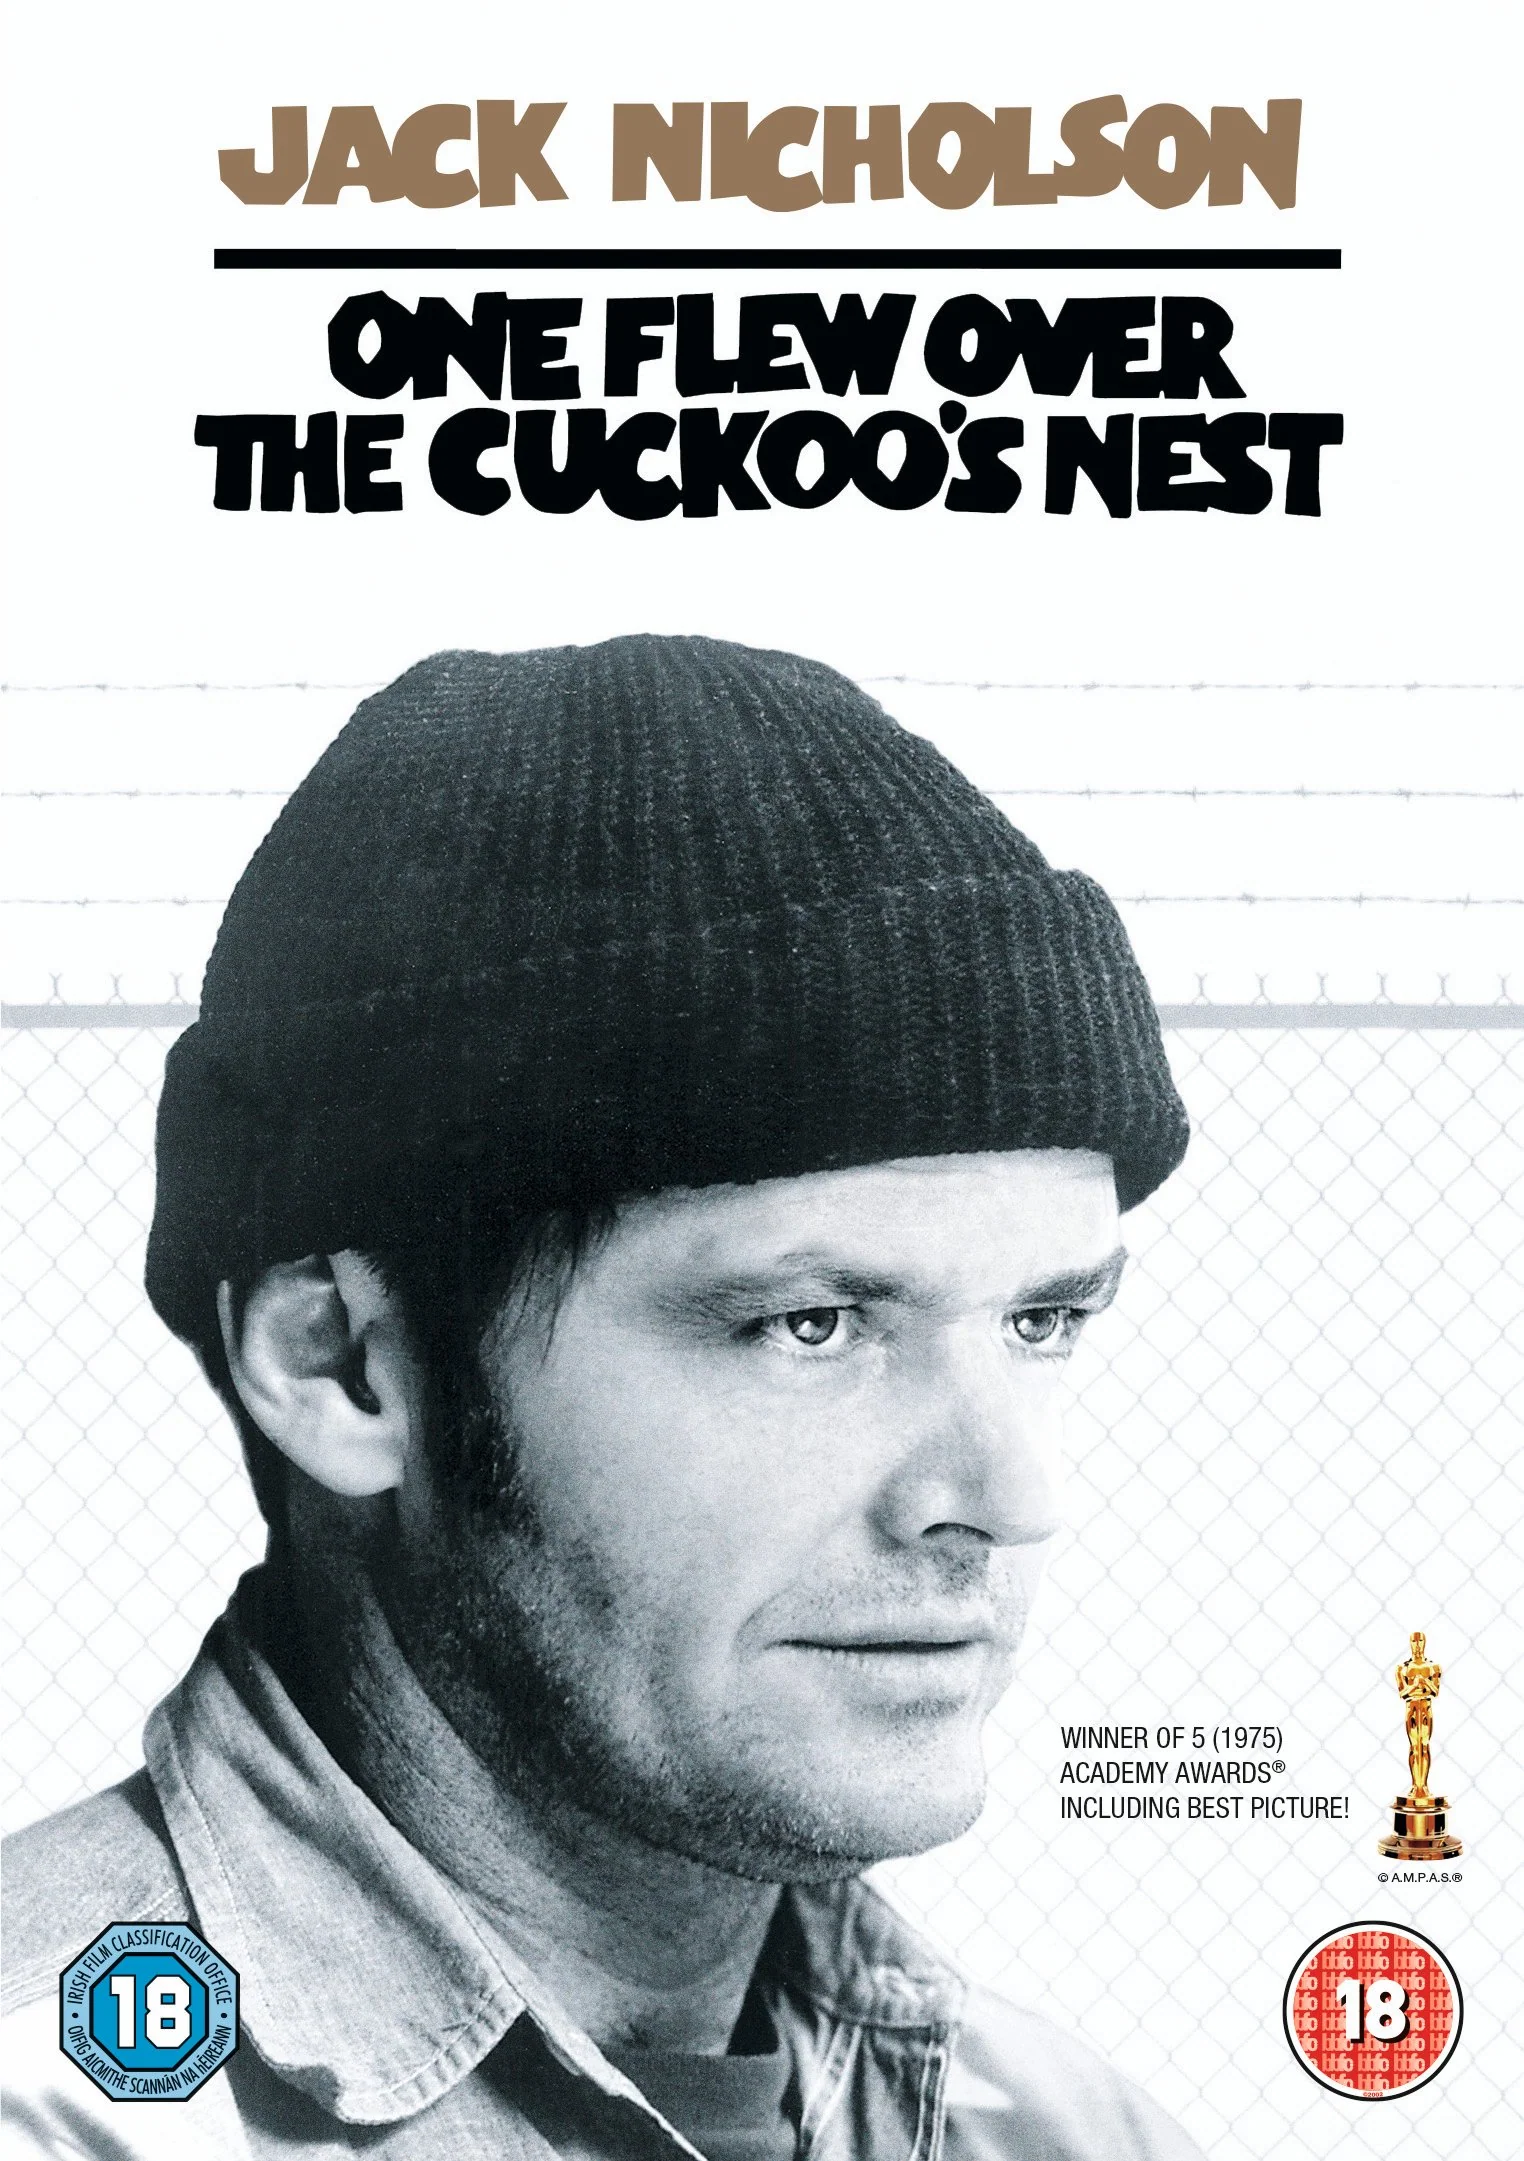 JACK NICHOLSON
ONE FLEW OVER
THE CUCKOO'S NEST
WINNER OF 5 (1975)
ACADEMY AWARDS®
INCLUDING BEST PICTURE!
© A.M.P.A.S.®
IRISH FILM CLASSIFICATION OFFICE
18
OIFIG AICMITHE SCANNÁN NA hÉIREANN
18
©2002